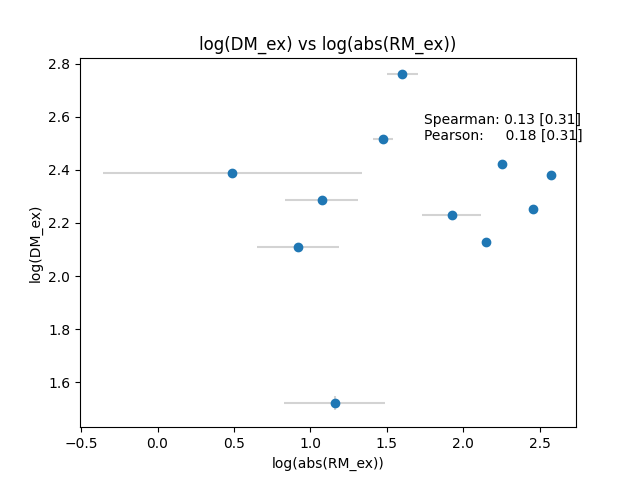 log(DM_ex) vs log(abs(RM_ex))
2.8
2.6
2.4
2.2
2.0
1.8
1.6
log(DM_ex)
Spearman: 0.13 [0.31]
Pearson: 0.18 [0.31]
−0.5 0.0 0.5 1.0 1.5 2.0 2.5
log(abs(RM_ex))